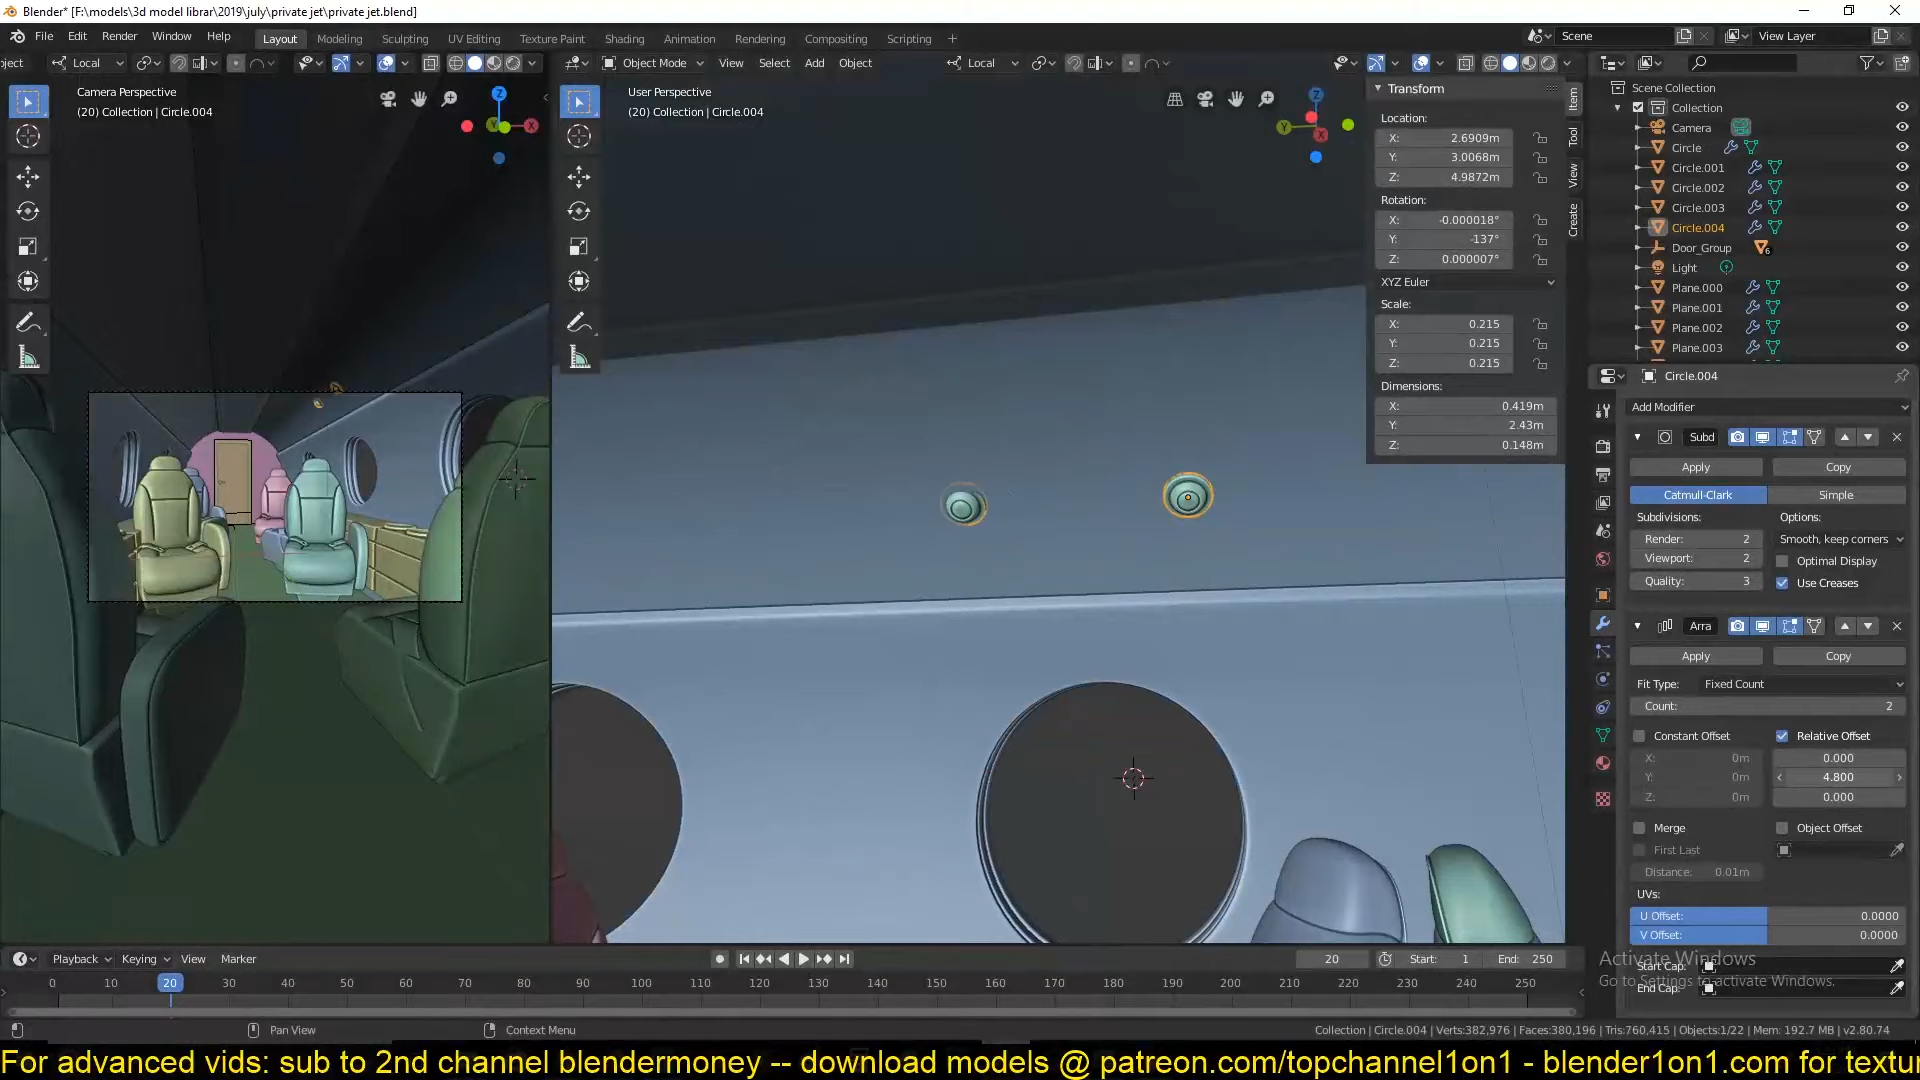 Blender* [F:\models\3d model librar\2019\july\private jet\private jet.blend]
File Edit Render Window Help Layout Modeling Sculpting UV Editing Texture Paint Shading Animation Rendering Compositing Scripting Scene View Layer
oject Local Object Mode View Select Add Object Local
Camera Perspective
(20) Collection | Circle.004
User Perspective
(20) Collection | Circle.004
Transform
Location:
X: 2.6909m
Y: 3.0068m
Z: 4.9872m
Rotation:
X: -0.000018°
Y: -137°
Z: 0.000007°
XYZ Euler
Scale:
X: 0.215
Y: 0.215
Z: 0.215
Dimensions:
X: 0.419m
Y: 2.43m
Z: 0.148m
Item
Tool
View
Create
Scene Collection
Collection
Camera
Circle
Circle.001
Circle.002
Circle.003
Circle.004
Door_Group 6
Light
Plane.000
Plane.001
Plane.002
Plane.003
Circle.004
Add Modifier
Subd
Apply Copy
Catmull-Clark Simple
Subdivisions: Options:
Render: 2 Smooth, keep corners
Viewport: 2 Optimal Display
Quality: 3 Use Creases
Arra
Apply Copy
Fit Type: Fixed Count
Count: 2
Constant Offset Relative Offset
X: 0m 0.000
Y: 0m 4.800
Z: 0m 0.000
Merge Object Offset
First Last
Distance: 0.01m
UVs:
U Offset: 0.0000
V Offset: 0.0000
Start Cap:
End Cap:
Activate Windows
Go to Settings to activate Windows.
Playback Keying View Marker 20 Start: 1 End: 250
0 10 20 30 40 50 60 70 80 90 100 110 120 130 140 150 160 170 180 190 200 210 220 230 240 250
Pan View Context Menu Collection | Circle.004 | Verts:382,976 | Faces:380,196 | Tris:760,415 | Objects:1/22 | Mem: 192.7 MB | v2.80.74
For advanced vids: sub to 2nd channel blendermoney -- download models @ patreon.com/topchannel1on1 - blender1on1.com for textur
X
Y
Z
Z
Y
X